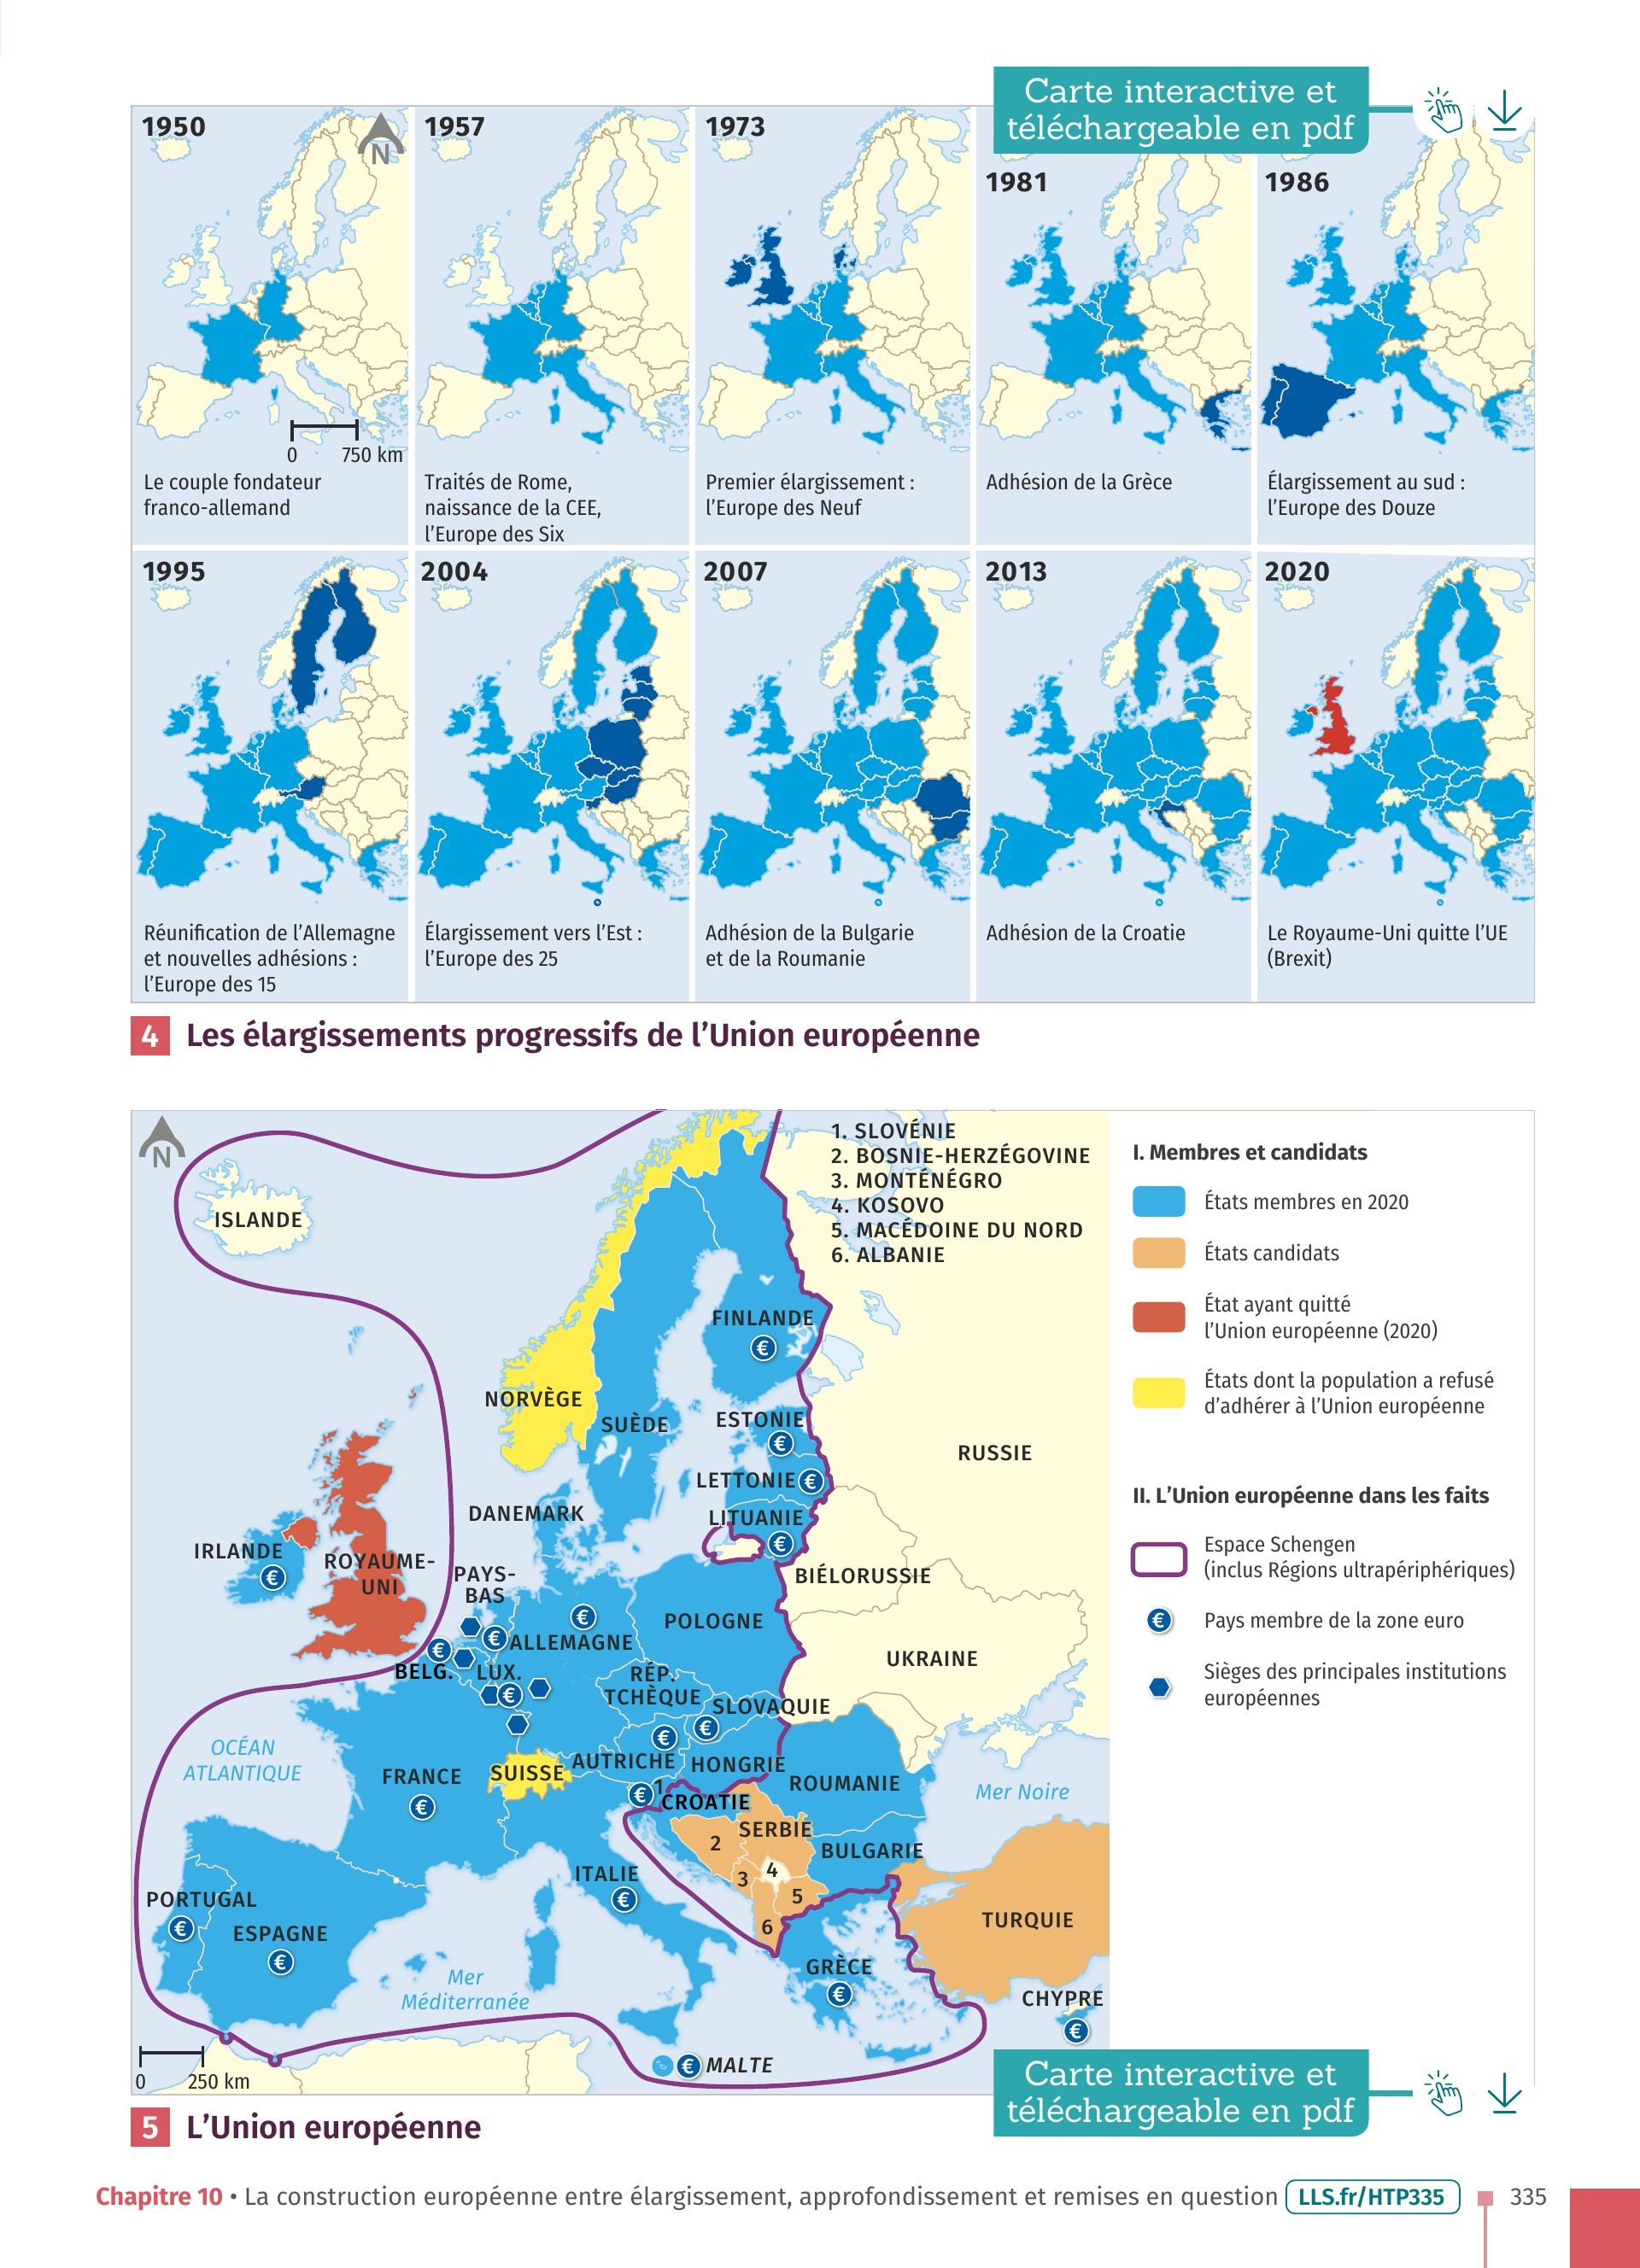 Carte interactive et
téléchargeable en pdf
1950
N
0 750 km
Le couple fondateur
franco-allemand
1957
Traités de Rome,
naissance de la CEE,
l'Europe des Six
1973
Premier élargissement :
l'Europe des Neuf
1981
Adhésion de la Grèce
1986
Élargissement au sud :
l'Europe des Douze
1995
Réunification de l'Allemagne
et nouvelles adhésions :
l'Europe des 15
2004
Élargissement vers l'Est :
l'Europe des 25
2007
Adhésion de la Bulgarie
et de la Roumanie
2013
Adhésion de la Croatie
2020
Le Royaume-Uni quitte l'UE
(Brexit)
4 Les élargissements progressifs de l'Union européenne
N
1. SLOVÉNIE
2. BOSNIE-HERZÉGOVINE
3. MONTÉNÉGRO
4. KOSOVO
5. MACÉDOINE DU NORD
6. ALBANIE
ISLANDE
FINLANDE
€
NORVÈGE
SUÈDE
ESTONIE
€
RUSSIE
LETTONIE €
DANEMARK
LITUANIE
€
IRLANDE
€
ROYAUME-
UNI
PAYS-
BAS
BIÉLORUSSIE
€
POLOGNE
€
€ ALLEMAGNE
UKRAINE
BELG. LUX.
€
RÉP.
TCHÈQUE
SLOVAQUIE
€
€
OCÉAN
ATLANTIQUE
FRANCE
€
SUISSE
AUTRICHE
HONGRIE
ROUMANIE
Mer Noire
€ 1
CROATIE
2
SERBIE
BULGARIE
3
4
5
6
ITALIE
€
PORTUGAL
€
ESPAGNE
€
TURQUIE
GRÈCE
€
Mer
Méditerranée
CHYPRE
€
€ MALTE
0 250 km
I. Membres et candidats
États membres en 2020
États candidats
État ayant quitté
l'Union européenne (2020)
États dont la population a refusé
d'adhérer à l'Union européenne
II. L'Union européenne dans les faits
Espace Schengen
(inclus Régions ultrapériphériques)
€ Pays membre de la zone euro
Sièges des principales institutions
européennes
Carte interactive et
téléchargeable en pdf
5 L'Union européenne
Chapitre 10 • La construction européenne entre élargissement, approfondissement et remises en question LLS.fr/HTP335 335